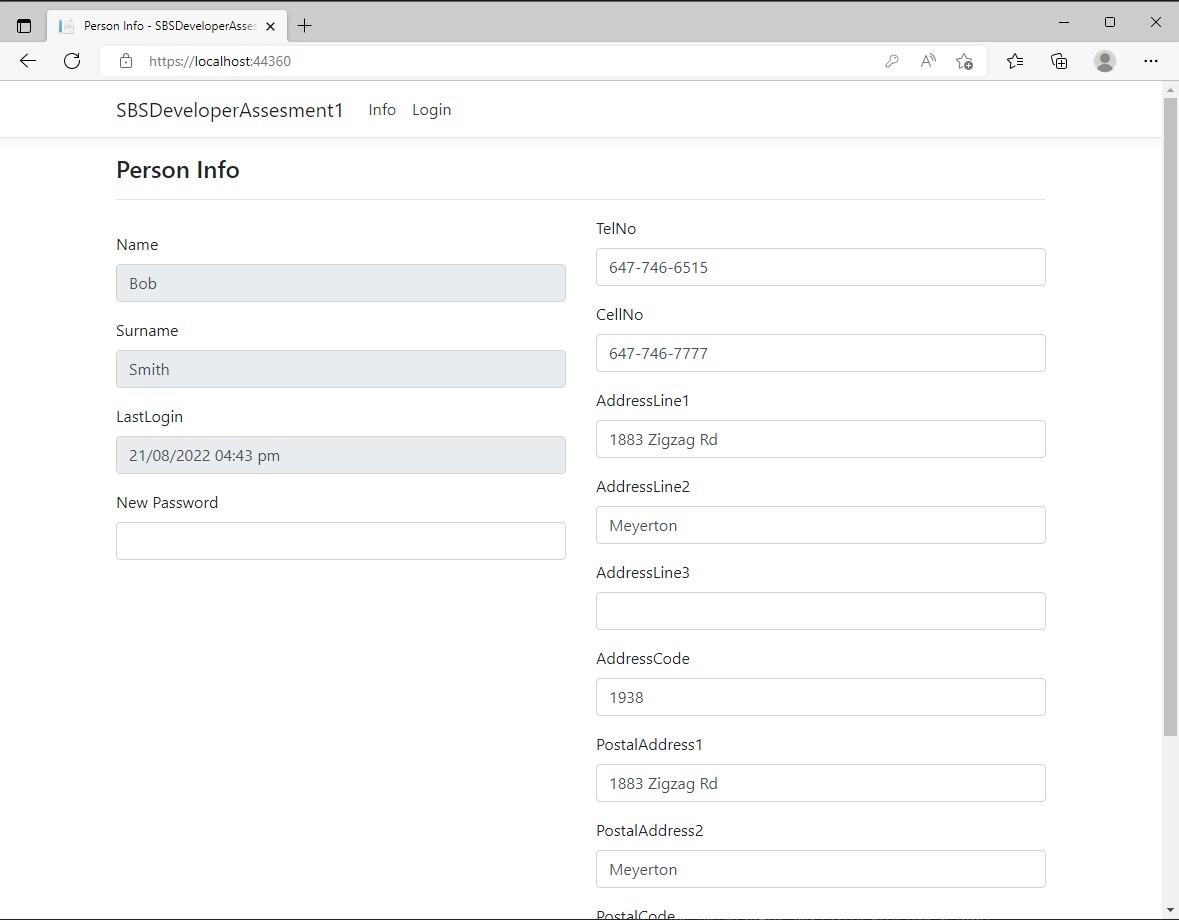 Person Info - SBSDeveloperAsses
https://localhost:44360
SBSDeveloperAssesment1 Info Login
Person Info
Name
Bob
Surname
Smith
LastLogin
21/08/2022 04:43 pm
New Password
TelNo
647-746-6515
CellNo
647-746-7777
AddressLine1
1883 Zigzag Rd
AddressLine2
Meyerton
AddressLine3
AddressCode
1938
PostalAddress1
1883 Zigzag Rd
PostalAddress2
Meyerton
PostalCode